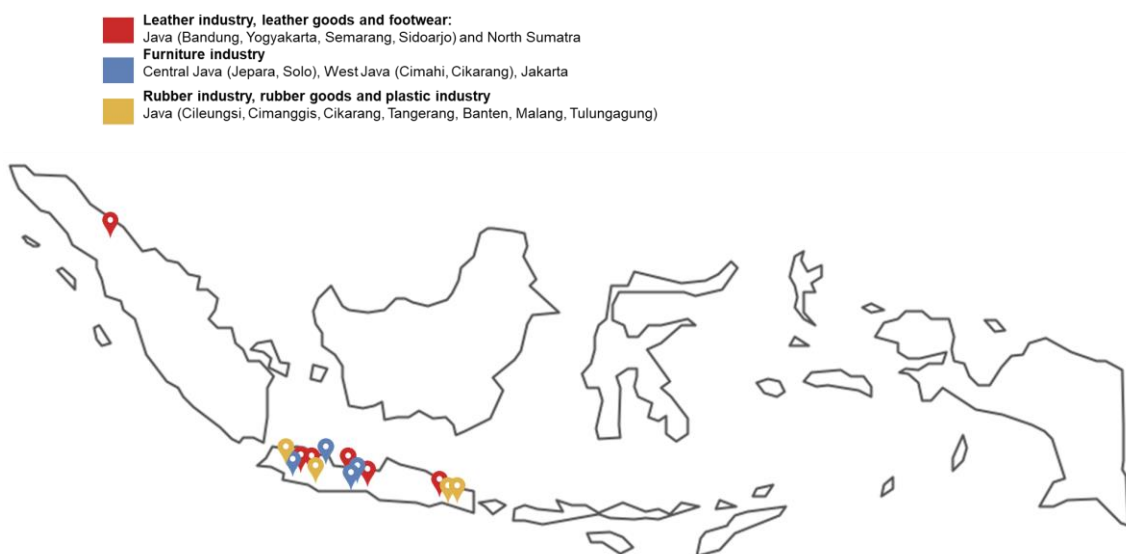 Leather industry, leather goods and footwear:
Java (Bandung, Yogyakarta, Semarang, Sidoarjo) and North Sumatra
Furniture industry
Central Java (Jepara, Solo), West Java (Cimahi, Cikarang), Jakarta
Rubber industry, rubber goods and plastic industry
Java (Cileungsi, Cimanggis, Cikarang, Tangerang, Banten, Malang, Tulungagung)